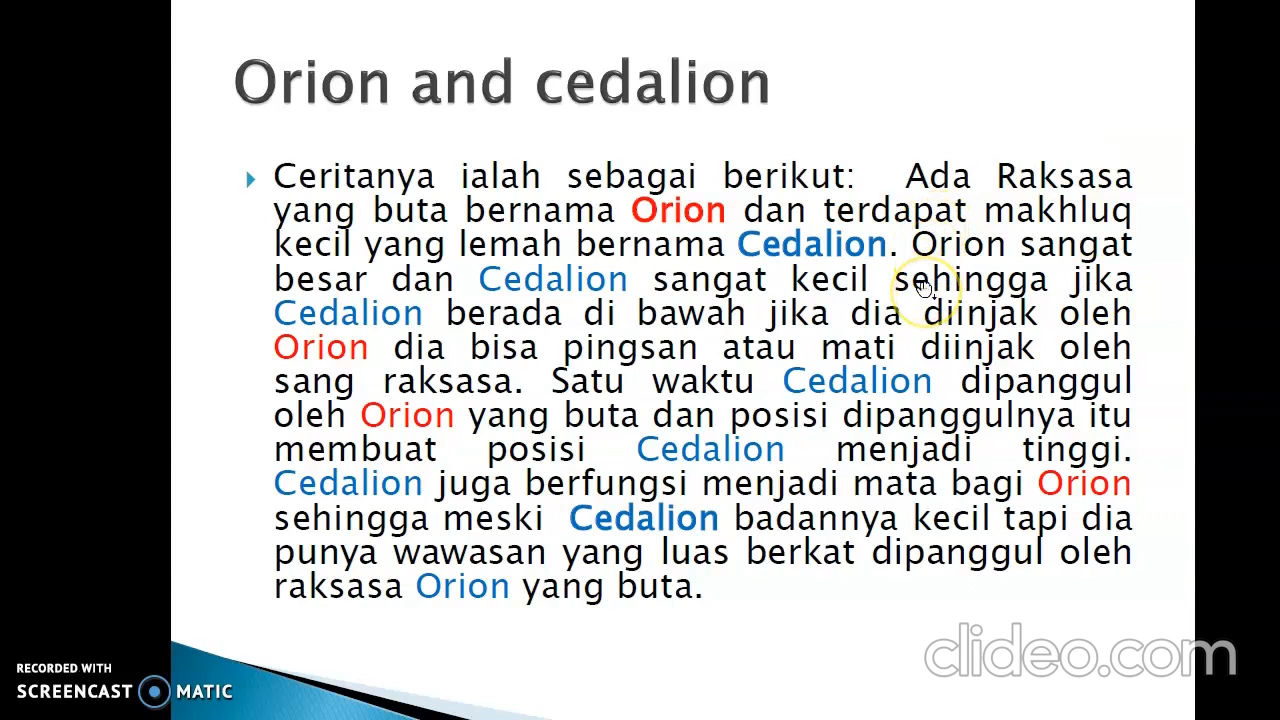 Orion and cedalion
Ceritanya ialah sebagai berikut: Ada Raksasa
yang buta bernama Orion dan terdapat makhluq
kecil yang lemah bernama Cedalion. Orion sangat
besar dan Cedalion sangat kecil sehingga jika
Cedalion berada di bawah jika dia diinjak oleh
Orion dia bisa pingsan atau mati diinjak oleh
sang raksasa. Satu waktu Cedalion dipanggul
oleh Orion yang buta dan posisi dipanggulnya itu
membuat posisi Cedalion menjadi tinggi.
Cedalion juga berfungsi menjadi mata bagi Orion
sehingga meski Cedalion badannya kecil tapi dia
punya wawasan yang luas berkat dipanggul oleh
raksasa Orion yang buta.
clideo.com
RECORDED WITH
SCREENCAST MATIC